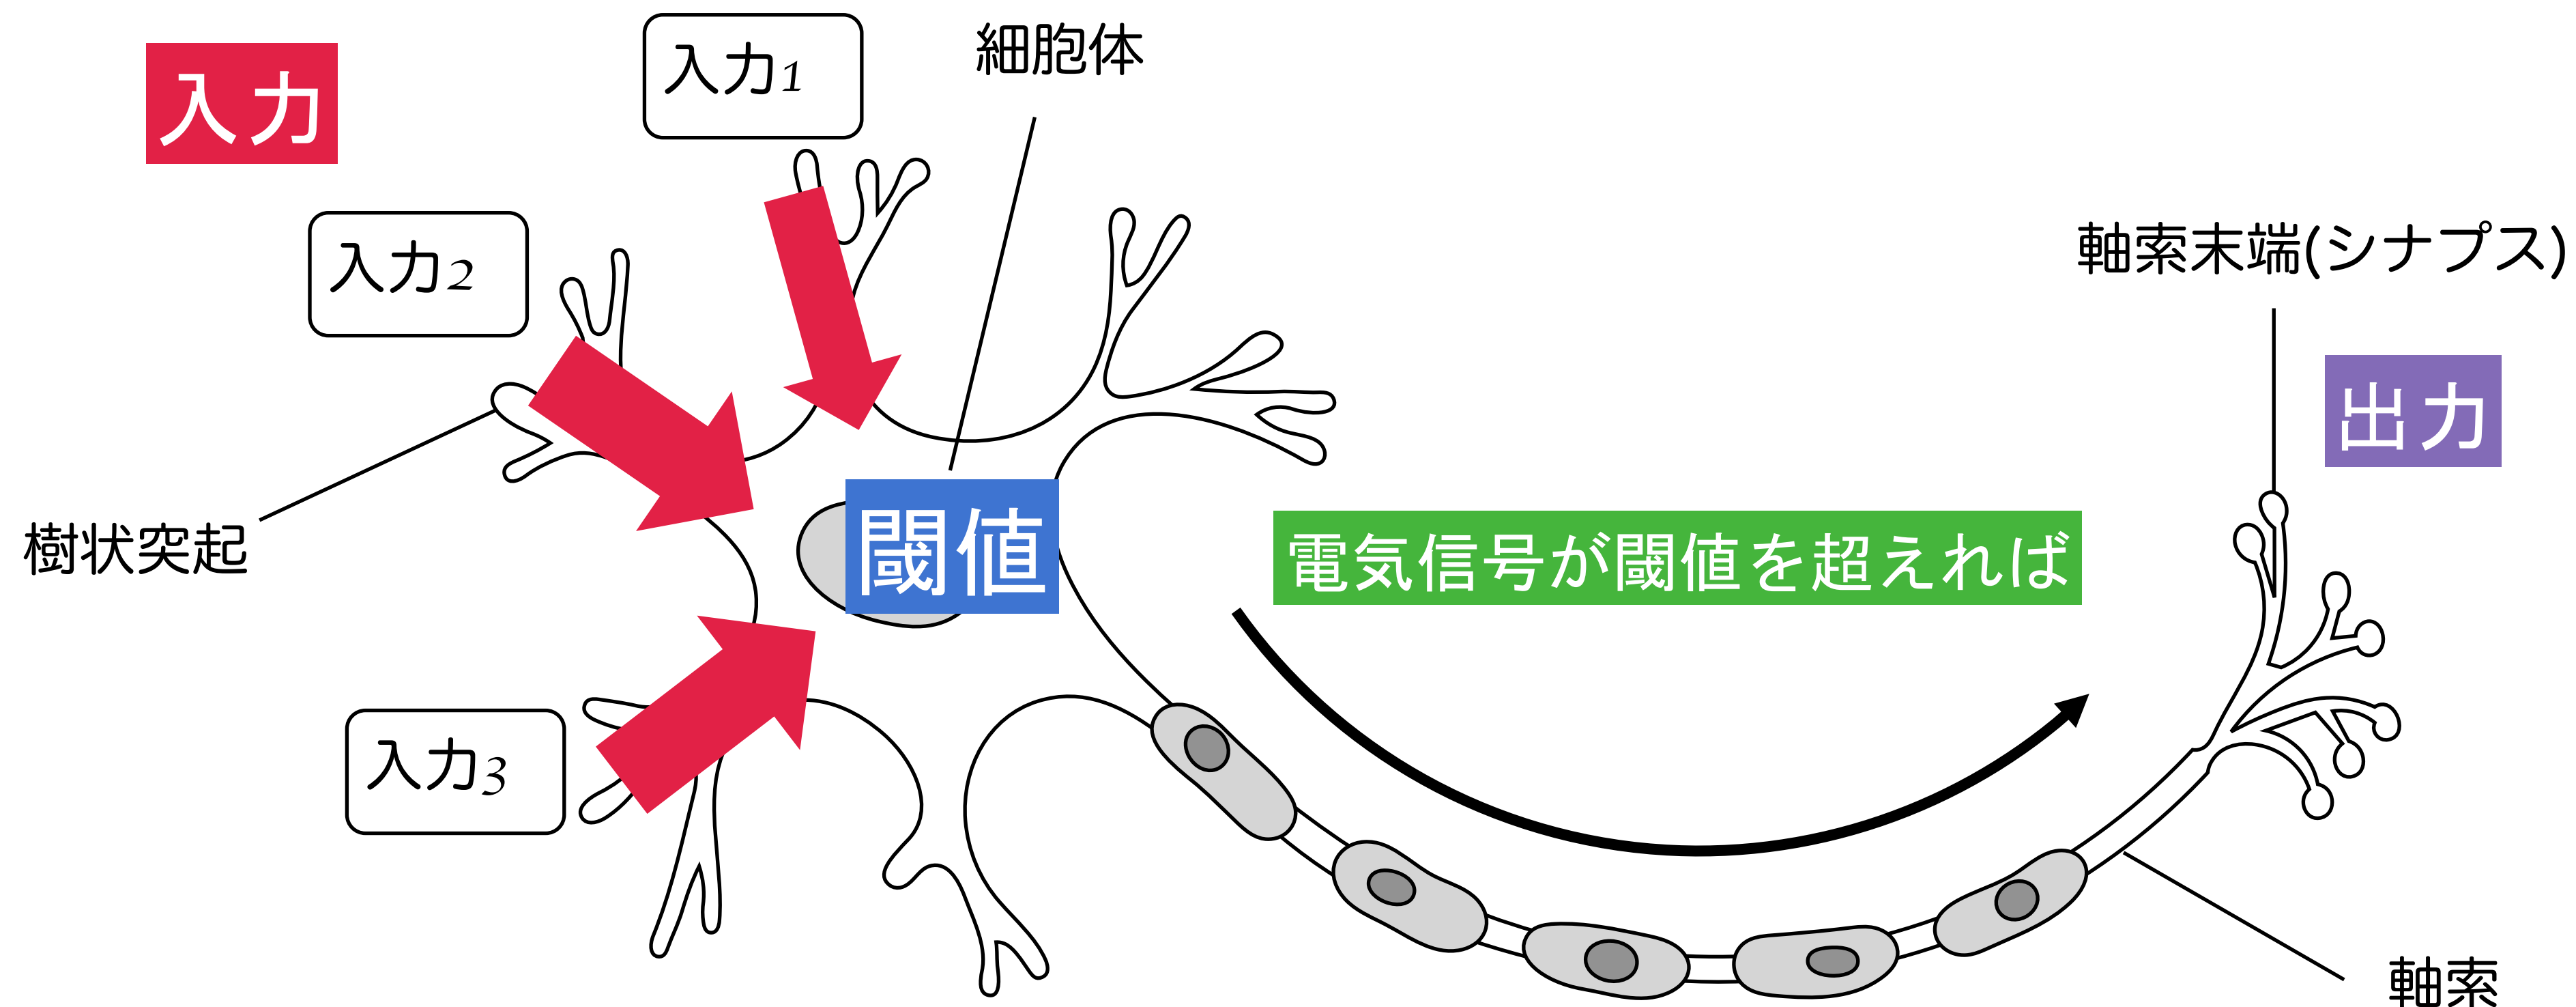 入力
入力1
細胞体
入力2
軸索末端(シナプス)
出力
樹状突起
閾値
電気信号が閾値を超えれば
入力3
軸索